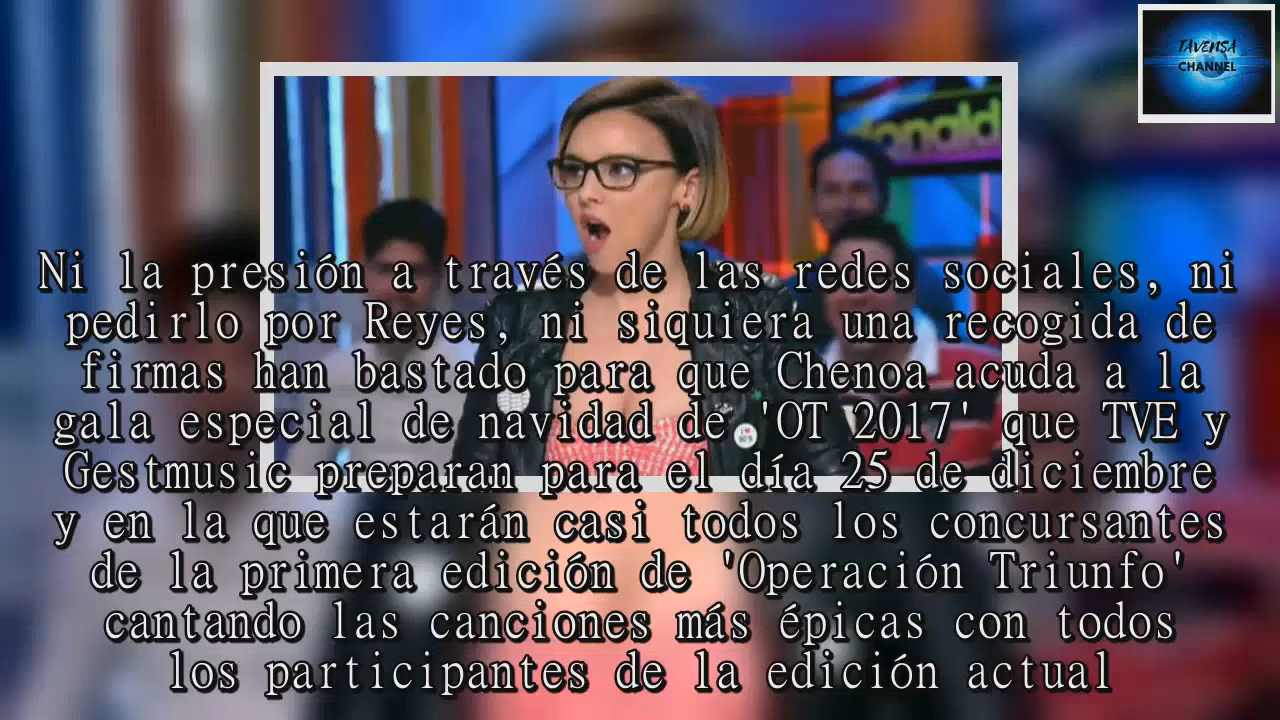 TAVENSA
CHANNEL
onald
Ni la presión a través de las redes sociales, ni
pedirlo por Reyes, ni siquiera una recogida de
firmas han bastado para que Chenoa acuda a la
gala especial de navidad de 'OT 2017' que TVE y
Gestmusic preparan para el día 25 de diciembre
y en la que estarán casi todos los concursantes
de la primera edición de 'Operación Triunfo'
cantando las canciones más épicas con todos
los participantes de la edición actual